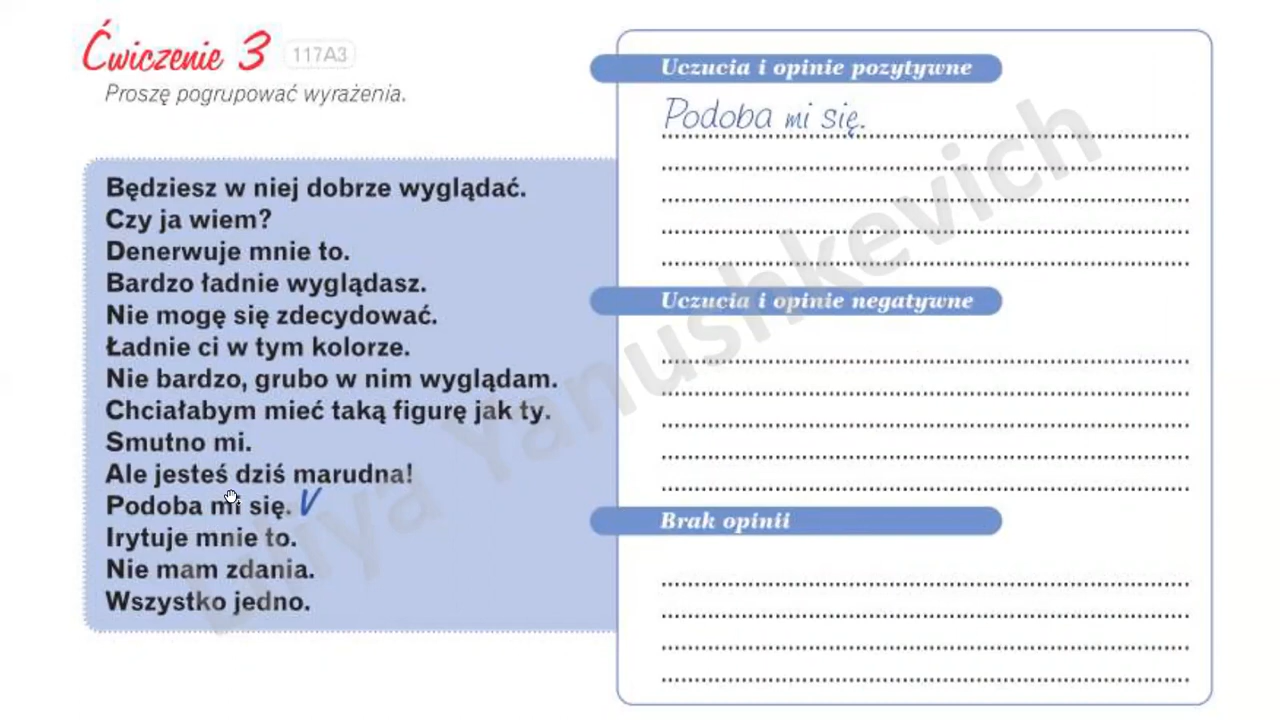 Ćwiczenie 3 117A3
Proszę pogrupować wyrażenia.
Będziesz w niej dobrze wyglądać.
Czy ja wiem?
Denerwuje mnie to.
Bardzo ładnie wyglądasz.
Nie mogę się zdecydować.
Ładnie ci w tym kolorze.
Nie bardzo, grubo w nim wyglądam.
Chciałabym mieć taką figurę jak ty.
Smutno mi.
Ale jesteś dziś marudna!
Podoba mi się. V
Irytuje mnie to.
Nie mam zdania.
Wszystko jedno.
Uczucia i opinie pozytywne
Podoba mi się.
Uczucia i opinie negatywne
Brak opinii
Yanushkevich